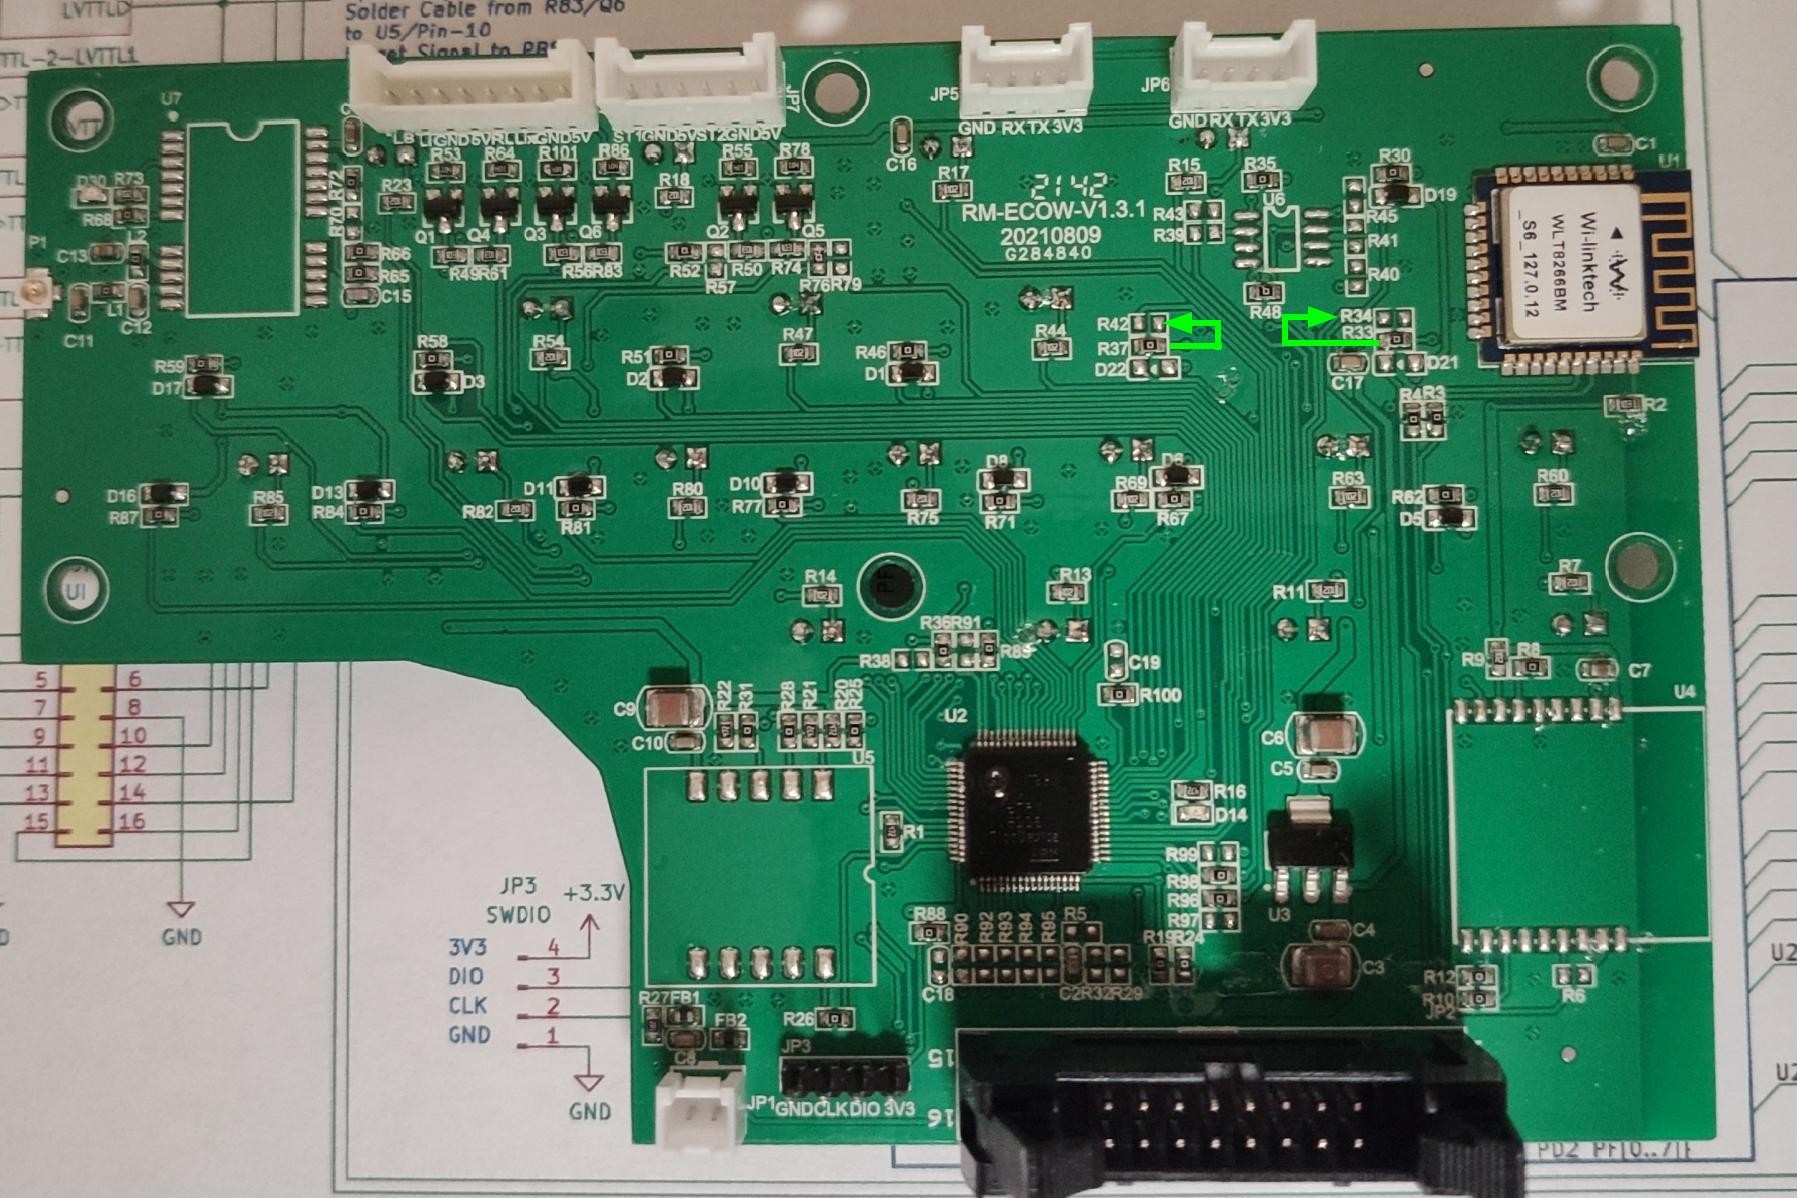 LVTTLD
Solder Cable from R83/Q6
to U5/Pin-10
TTL-2-LVTTL1
U7
JP7
JP5
JP6
LB
GND 5V
GND5V
ST1GND5VST2GND5V
GND RX TX 3V3
GND RX TX 3V3
R53
R64
R101
R86
R55
R78
C16
R17
R15
R35
R30
C1
U1
D30
R73
R72
R23
R18
2142
RM-ECOW-V1.3.1
20210809
G284840
R43
R39
U6
D19
R45
R41
R40
R48
R68
R70
Q1
Q4
Q3
Q6
Q2
Q5
P1
C13
L2
R66
R65
C15
R49
R61
R56
R83
R52
R57
R50
R74
R76
R79
L1
C12
C11
Wi-linktech
WLT8266BM
_S6_127.0.12
R59
D17
R58
D3
R54
R51
D2
R47
R46
D1
R44
R42
R37
D22
R34
R33
C17
D21
R4
R3
R2
D16
R87
R85
D13
R84
R82
D11
R81
R80
D10
R77
R75
D8
R71
R69
D6
R67
R63
R62
D5
R60
UI
R14
PF
R13
R11
R7
R36
R91
R38
C19
R100
R9
R8
C7
U4
C9
C10
R22
R31
R28
R21
R20
R25
U2
U5
C6
C5
R1
R16
D14
R99
R98
R96
R97
U3
C4
C3
5 6
7 8
9 10
11 12
13 14
15 16
GND
JP3
SWDIO
+3.3V
3V3 4
DIO 3
CLK 2
GND 1
GND
R88
R90
R92
R93
R94
R95
R5
R19
R24
C18
C2
R32
R29
R12
R10
JP2
R6
R27
FB1
FB2
C8
R26
JP3
JP1
GND CLK DIO 3V3
15
16
U2
U2
PD2 PF[0..7]